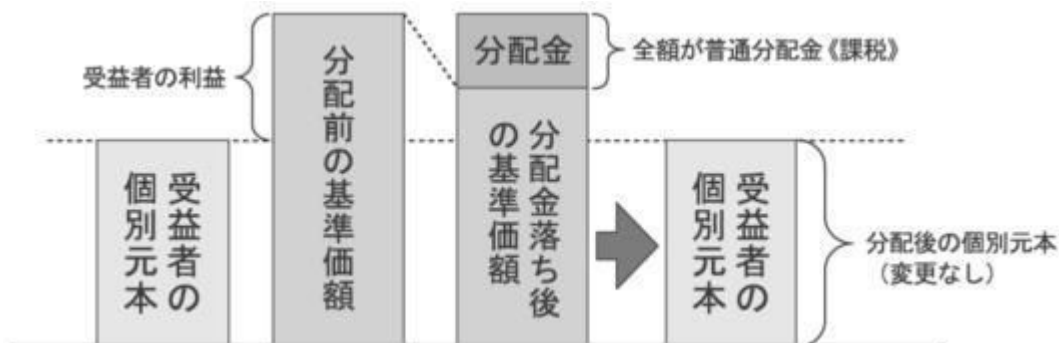 受益者の利益
受益者の
個別元本
分配前の基準価額
分配金
全額が普通分配金《課税》
分配金落ち後
の基準価額
受益者の
個別元本
分配後の個別元本
（変更なし）